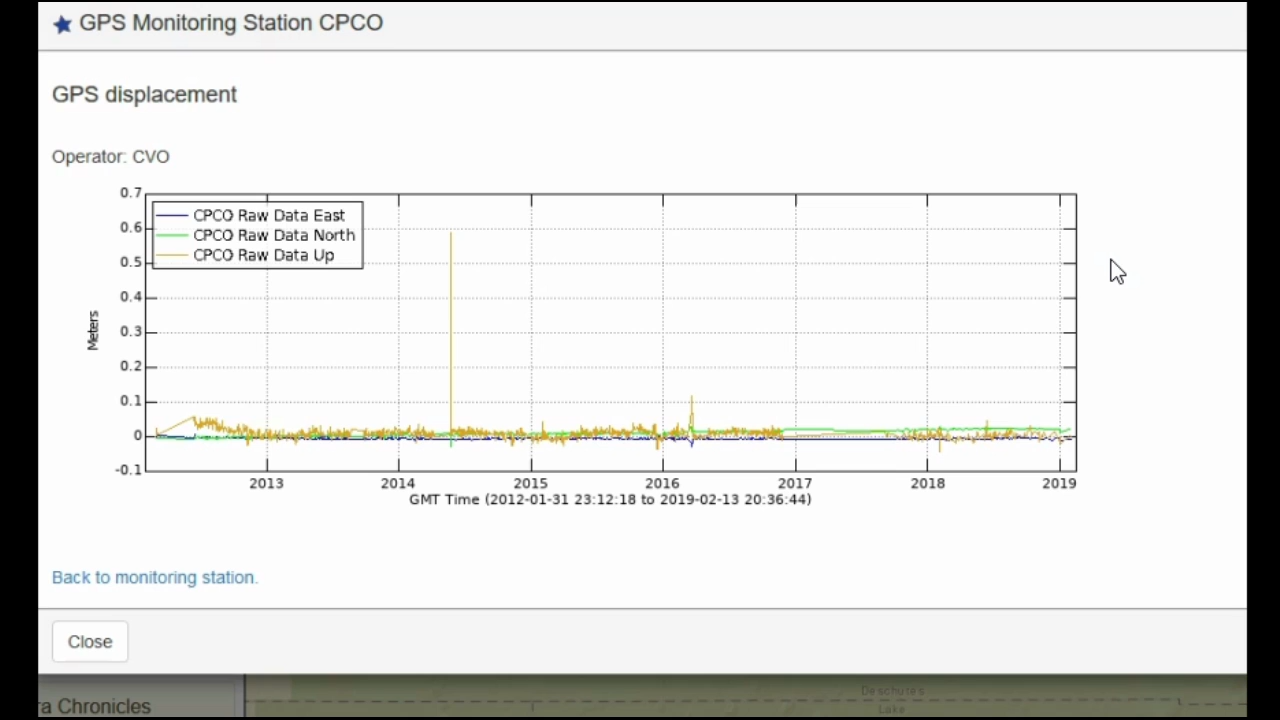 GPS Monitoring Station CPCO
GPS displacement
Operator: CVO
0.7
0.6
0.5
0.4
0.3
0.2
0.1
0
-0.1
Meters
CPCO Raw Data East
CPCO Raw Data North
CPCO Raw Data Up
2013 2014 2015 2016 2017 2018 2019
GMT Time (2012-01-31 23:12:18 to 2019-02-13 20:36:44)
Back to monitoring station.
Close
ra Chronicles
Deschutes
Lake